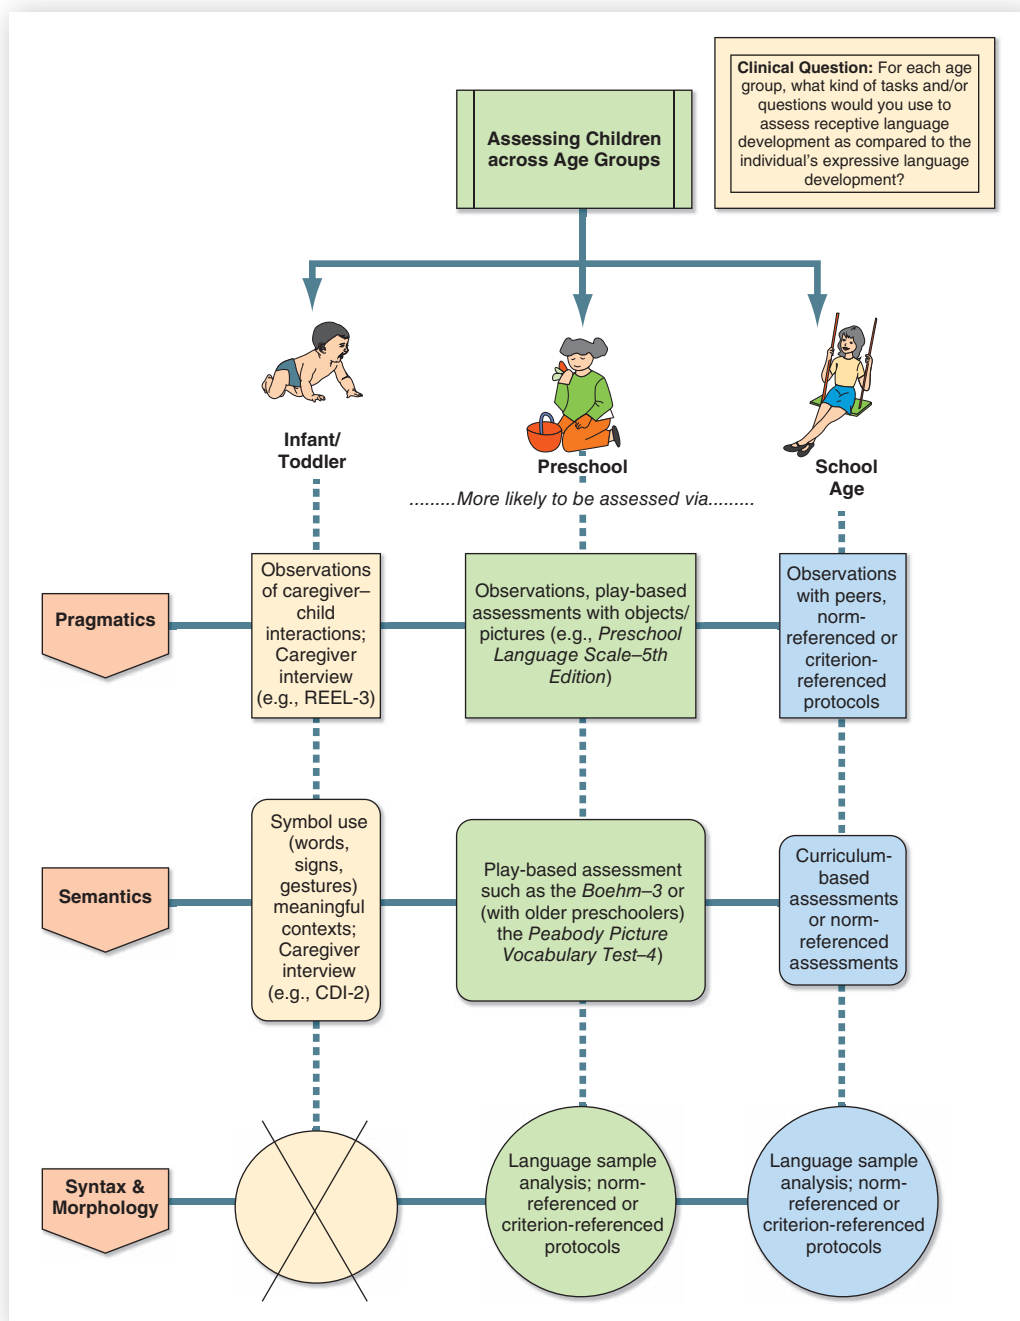 Clinical Question: For each age
group, what kind of tasks and/or
questions would you use to
assess receptive language
development as compared to the
individual's expressive language
development?
Assessing Children
across Age Groups
Infant/
Toddler
Preschool
School
Age
.........More likely to be assessed via.........
Pragmatics
Observations
of caregiver–
child
interactions;
Caregiver
interview
(e.g., REEL-3)
Observations, play-based
assessments with objects/
pictures (e.g., Preschool
Language Scale–5th
Edition)
Observations
with peers,
norm-
referenced or
criterion-
referenced
protocols
Semantics
Symbol use
(words,
signs,
gestures)
meaningful
contexts;
Caregiver
interview
(e.g., CDI-2)
Play-based assessment
such as the Boehm–3 or
(with older preschoolers)
the Peabody Picture
Vocabulary Test–4)
Curriculum-
based
assessments
or norm-
referenced
assessments
Syntax &
Morphology
Language sample
analysis; norm-
referenced or
criterion-referenced
protocols
Language sample
analysis; norm-
referenced or
criterion-referenced
protocols